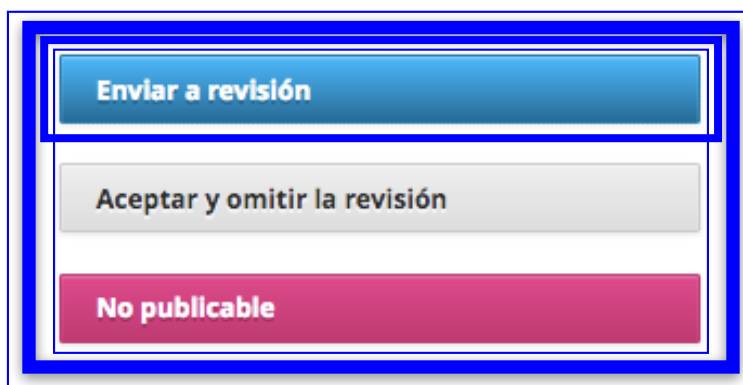 Enviar a revisión
Aceptar y omitir la revisión
No publicable